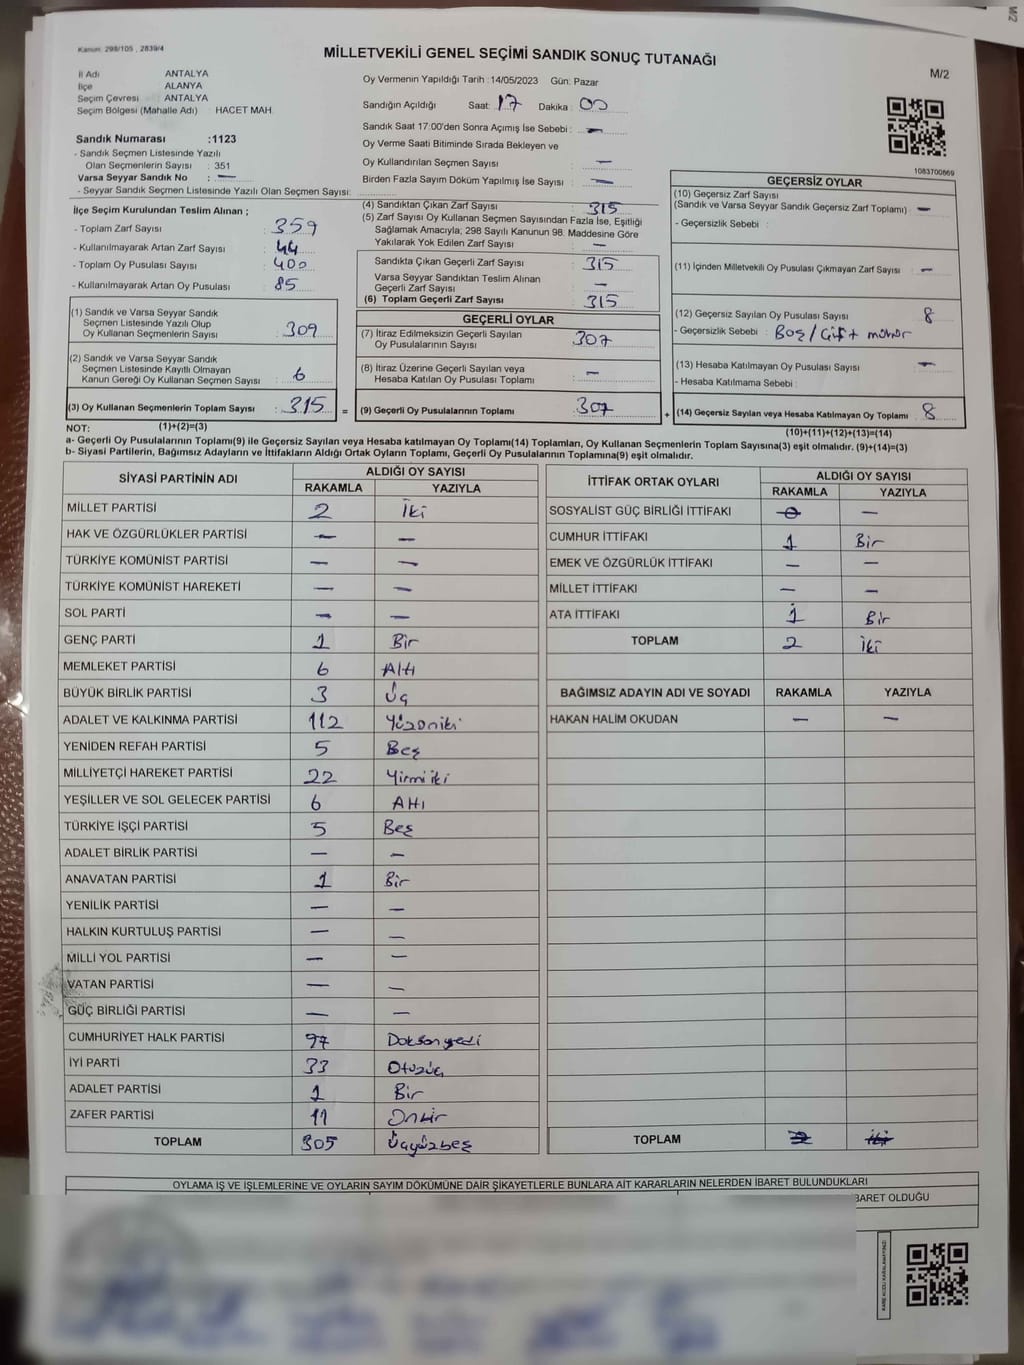 M/2
Kanun: 298/105 , 2839/4
MİLLETVEKİLİ GENEL SEÇİMİ SANDIK SONUÇ TUTANAĞI
M/2
İl Adı ANTALYA
İlçe ALANYA
Seçim Çevresi ANTALYA
Seçim Bölgesi (Mahalle Adı) : HACET MAH
Oy Vermenin Yapıldığı Tarih :14/05/2023 Gün: Pazar
Sandığın Açıldığı Saat: 17 Dakika : 00
Sandık Saat 17:00'den Sonra Açımış İse Sebebi : —
Oy Verme Saati Bitiminde Sırada Bekleyen ve
Oy Kullandırılan Seçmen Sayısı : —
Birden Fazla Sayım Döküm Yapılmış İse Sayısı : —
Sandık Numarası :1123
- Sandık Seçmen Listesinde Yazılı
Olan Seçmenlerin Sayısı : 351
Varsa Seyyar Sandık No : —
- Seyyar Sandık Seçmen Listesinde Yazılı Olan Seçmen Sayısı:
1083700869
İlçe Seçim Kurulundan Teslim Alınan ;
- Toplam Zarf Sayısı : 359
- Kullanılmayarak Artan Zarf Sayısı : 44
- Toplam Oy Pusulası Sayısı : 400
- Kullanılmayarak Artan Oy Pusulası : 85
(4) Sandıktan Çıkan Zarf Sayısı : 315
(5) Zarf Sayısı Oy Kullanan Seçmen Sayısından Fazla İse, Eşitliği
Sağlamak Amacıyla; 298 Sayılı Kanunun 98. Maddesine Göre
Yakılarak Yok Edilen Zarf Sayısı : —
Sandıkta Çıkan Geçerli Zarf Sayısı : 315
Varsa Seyyar Sandıktan Teslim Alınan
Geçerli Zarf Sayısı : —
(6) Toplam Geçerli Zarf Sayısı : 315
GEÇERSİZ OYLAR
(10) Geçersiz Zarf Sayısı
(Sandık ve Varsa Seyyar Sandık Geçersiz Zarf Toplamı) : —
- Geçersizlik Sebebi :
(11) İçinden Milletvekili Oy Pusulası Çıkmayan Zarf Sayısı : —
(12) Geçersiz Sayılan Oy Pusulası Sayısı : 8
- Geçersizlik Sebebi : Boş / Çift mühür
(13) Hesaba Katılmayan Oy Pusulası Sayısı : —
- Hesaba Katılmama Sebebi :
(14) Geçersiz Sayılan veya Hesaba Katılmayan Oy Toplamı : 8
(10)+(11)+(12)+(13)=(14)
(1) Sandık ve Varsa Seyyar Sandık
Seçmen Listesinde Yazılı Olup
Oy Kullanan Seçmenlerin Sayısı : 309
(2) Sandık ve Varsa Seyyar Sandık
Seçmen Listesinde Kayıtlı Olmayan
Kanun Gereği Oy Kullanan Seçmen Sayısı : 6
(3) Oy Kullanan Seçmenlerin Toplam Sayısı : 315 =
GEÇERLİ OYLAR
(7) İtiraz Edilmeksizin Geçerli Sayılan
Oy Pusulalarının Sayısı : 307
(8) İtiraz Üzerine Geçerli Sayılan veya
Hesaba Katılan Oy Pusulası Toplamı : —
(9) Geçerli Oy Pusulalarının Toplamı : 307 +
NOT: (1)+(2)=(3)
a- Geçerli Oy Pusulalarının Toplamı(9) ile Geçersiz Sayılan veya Hesaba katılmayan Oy Toplamı(14) Toplamları, Oy Kullanan Seçmenlerin Toplam Sayısına(3) eşit olmalıdır. (9)+(14)=(3)
b- Siyasi Partilerin, Bağımsız Adayların ve İttifakların Aldığı Oyların Toplamı, Geçerli Oy Pusulalarının Toplamına(9) eşit olmalıdır.
SİYASİ PARTİNİN ADI ALDIĞI OY SAYISI
RAKAMLA YAZIYLA
MİLLET PARTİSİ 2 İki
HAK VE ÖZGÜRLÜKLER PARTİSİ — —
TÜRKİYE KOMÜNİST PARTİSİ — —
TÜRKİYE KOMÜNİST HAREKETİ — —
SOL PARTİ — —
GENÇ PARTİ 1 Bir
MEMLEKET PARTİSİ 6 Altı
BÜYÜK BİRLİK PARTİSİ 3 Üç
ADALET VE KALKINMA PARTİSİ 112 Yüzoniki
YENİDEN REFAH PARTİSİ 5 Beş
MİLLİYETÇİ HAREKET PARTİSİ 22 Yirmiiki
YEŞİLLER VE SOL GELECEK PARTİSİ 6 Altı
TÜRKİYE İŞÇİ PARTİSİ 5 Beş
ADALET BİRLİK PARTİSİ — —
ANAVATAN PARTİSİ 1 Bir
YENİLİK PARTİSİ — —
HALKIN KURTULUŞ PARTİSİ — —
MİLLİ YOL PARTİSİ — —
VATAN PARTİSİ — —
GÜÇ BİRLİĞİ PARTİSİ — —
CUMHURİYET HALK PARTİSİ 97 Doksanyedi
İYİ PARTİ 33 Otuzüç
ADALET PARTİSİ 1 Bir
ZAFER PARTİSİ 11 Onbir
TOPLAM 305 Üçyüzbeş
İTTİFAK ORTAK OYLARI ALDIĞI OY SAYISI
RAKAMLA YAZIYLA
SOSYALİST GÜÇ BİRLİĞİ İTTİFAKI —
CUMHUR İTTİFAKI 1 Bir
EMEK VE ÖZGÜRLÜK İTTİFAKI — —
MİLLET İTTİFAKI — —
ATA İTTİFAKI 1 Bir
TOPLAM 2 İki
BAĞIMSIZ ADAYIN ADI VE SOYADI RAKAMLA YAZIYLA
HAKAN HALİM OKUDAN — —
TOPLAM
OYLAMA İŞ VE İŞLEMLERİNE VE OYLARIN SAYIM DÖKÜMÜNE DAİR ŞİKAYETLERLE BUNLARA AİT KARARLARIN NELERDEN İBARET BULUNDUKLARI
BARET OLDUĞU
KARE KODU KARALAMAYINIZ!